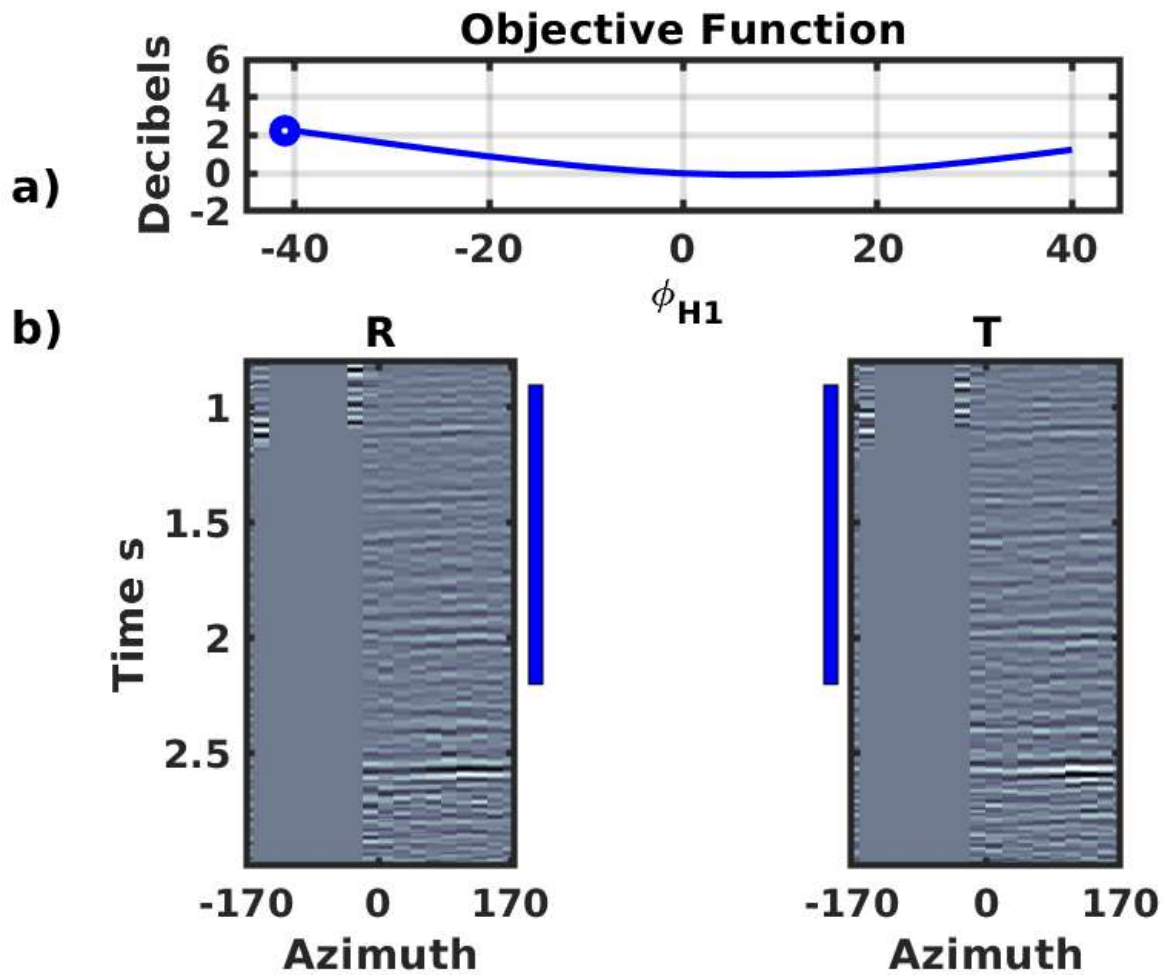 Objective Function
a)
Decibels
6
4
2
0
-2
-40 -20 0 20 40
ϕH1
b)
R T
Time s
1
1.5
2
2.5
-170 0 170 -170 0 170
Azimuth Azimuth